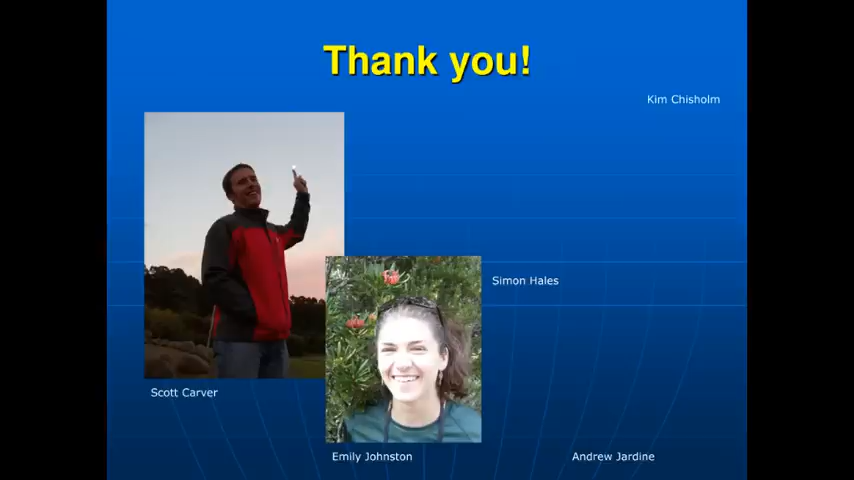 Thank you!
Kim Chisholm
Simon Hales
Scott Carver
Emily Johnston
Andrew Jardine